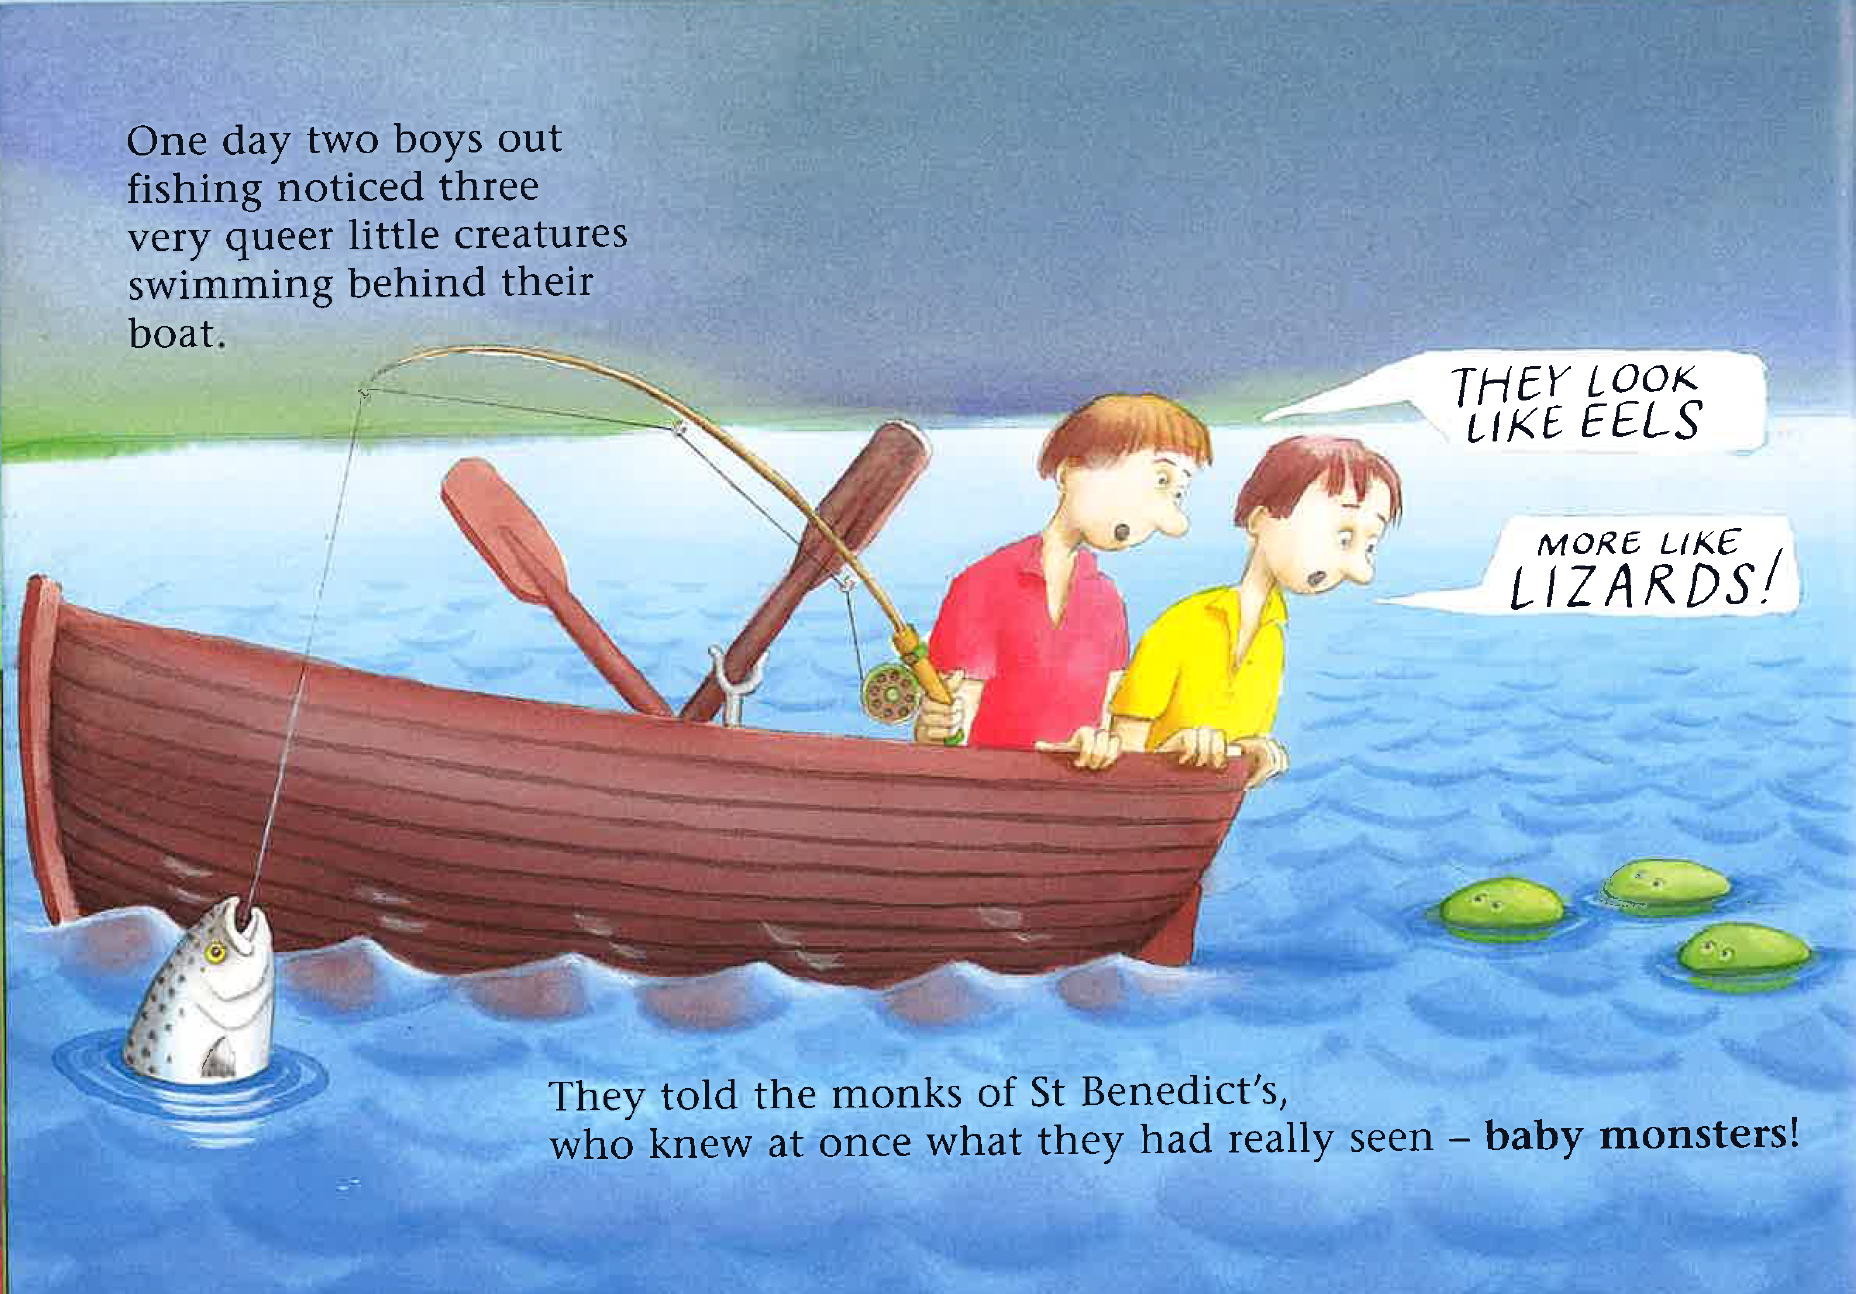 One day two boys out
fishing noticed three
very queer little creatures
swimming behind their
boat.
THEY LOOK
LIKE EELS
MORE LIKE
LIZARDS!
They told the monks of St Benedict's,
who knew at once what they had really seen – baby monsters!